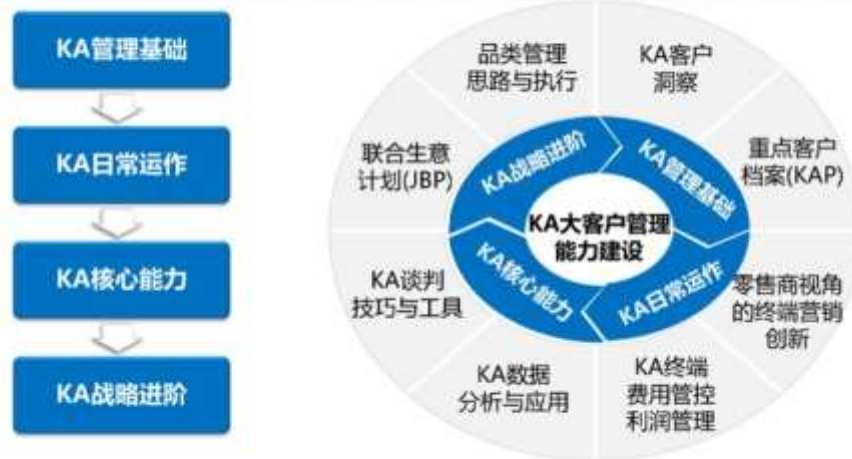 KA管理基础
KA日常运作
KA核心能力
KA战略进阶
品类管理
思路与执行
KA客户
洞察
联合生意
计划(JBP)
重点客户
档案(KAP)
KA战略进阶
KA管理基础
KA大客户管理
能力建设
KA核心能力
KA日常运作
KA谈判
技巧与工具
零售商视角
的终端营销
创新
KA数据
分析与应用
KA终端
费用管控
利润管理